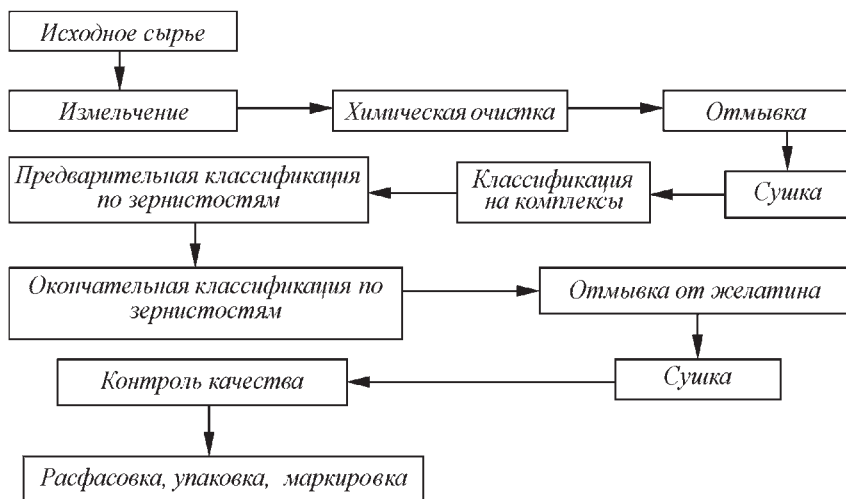 Исходное сырье
Измельчение
Химическая очистка
Отмывка
Сушка
Классификация
на комплексы
Предварительная классификация
по зернистостям
Окончательная классификация по
зернистостям
Отмывка от желатина
Сушка
Контроль качества
Расфасовка, упаковка, маркировка